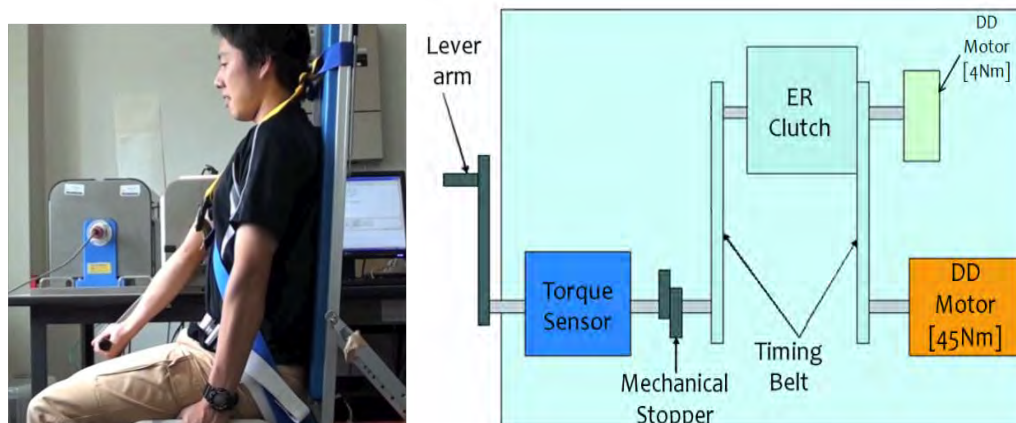 Lever
arm
ER
Clutch
DD
Motor
[4Nm]
Torque
Sensor
Mechanical
Stopper
Timing
Belt
DD
Motor
[45Nm]